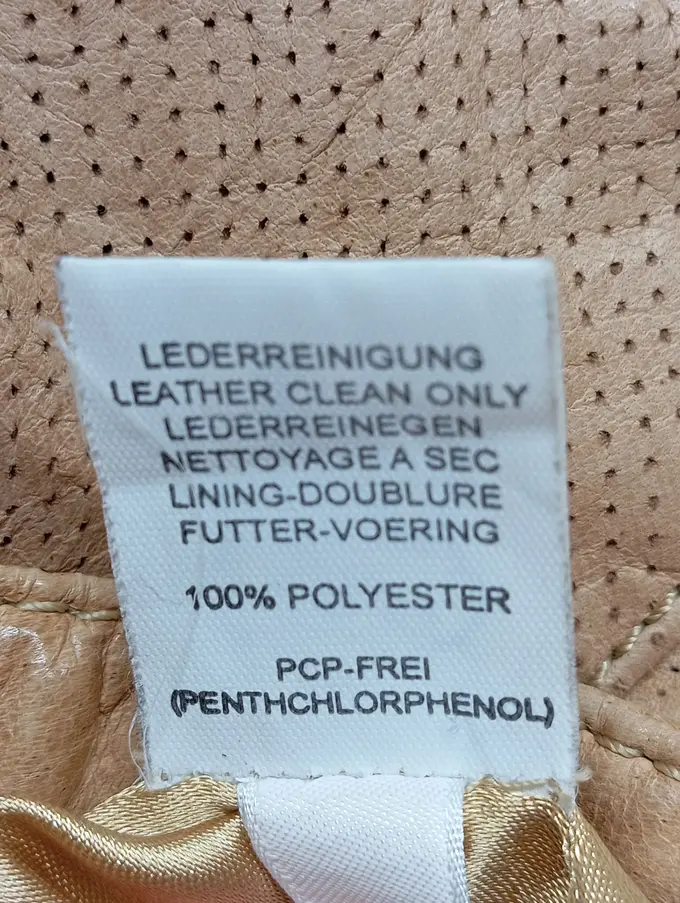 LEDERREINIGUNG
LEATHER CLEAN ONLY
LEDERREINEGEN
NETTOYAGE A SEC
LINING-DOUBLURE
FUTTER-VOERING
100% POLYESTER
PCP-FREI
(PENTHCHLORPHENOL)